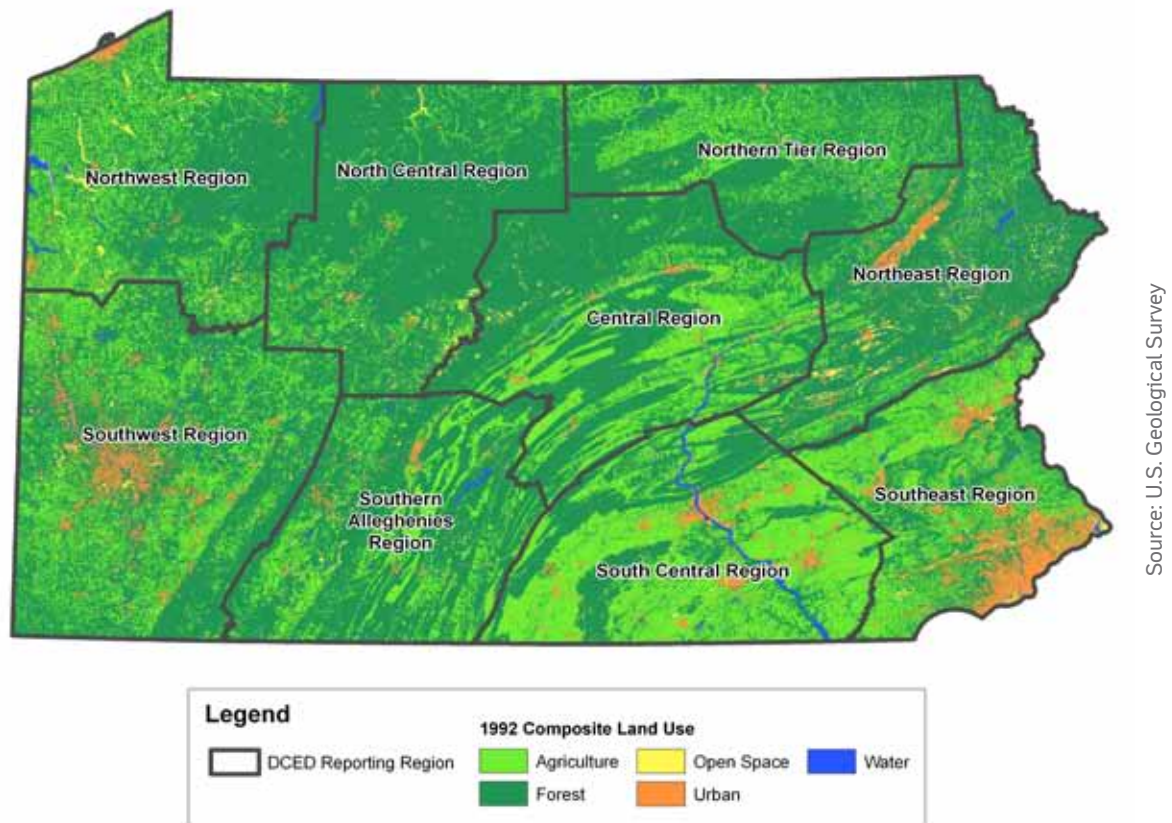 Northwest Region
North Central Region
Northern Tier Region
Northeast Region
Central Region
Southwest Region
Southern
Alleghenies
Region
Southeast Region
South Central Region
Source: U.S. Geological Survey
Legend
DCED Reporting Region
1992 Composite Land Use
Agriculture
Open Space
Water
Forest
Urban